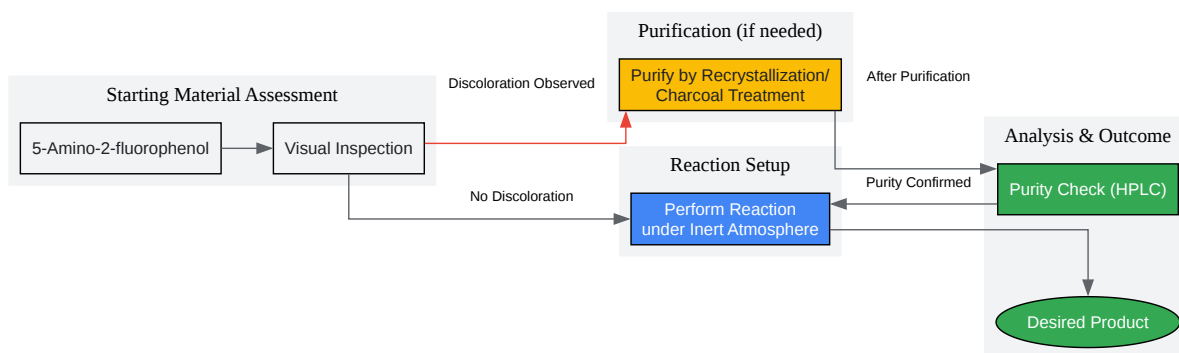 Purification (if needed)
Discoloration Observed
Purify by Recrystallization/
Charcoal Treatment
After Purification
Starting Material Assessment
5-Amino-2-fluorophenol
Visual Inspection
Analysis & Outcome
Reaction Setup
Purity Check (HPLC)
Purity Confirmed
No Discoloration
Perform Reaction
under Inert Atmosphere
Desired Product